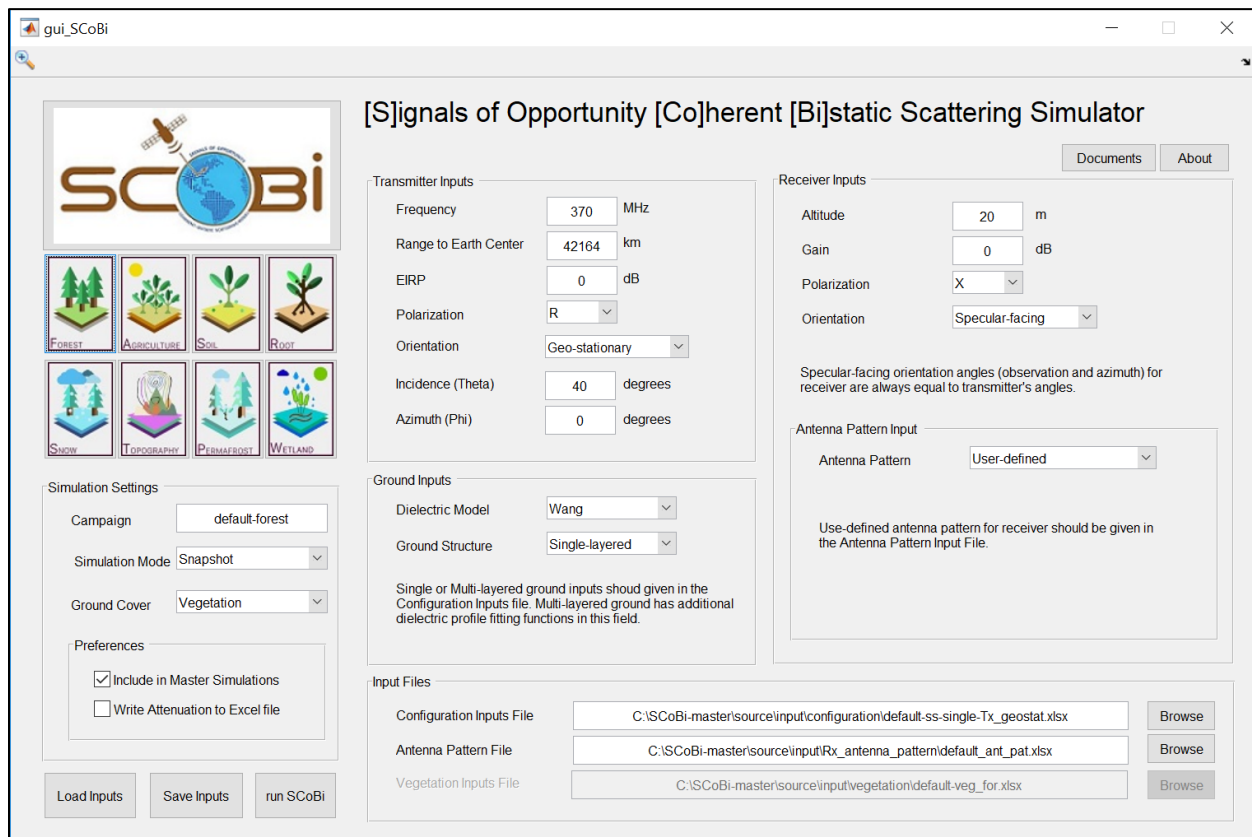 gui_SCoBi
[S]ignals of Opportunity [Co]herent [Bi]static Scattering Simulator
SCOBi
SIGNALS OF OPPORTUNITY
Documents
About
FOREST
AGRICULTURE
SOIL
ROOT
SNOW
TOPOGRAPHY
PERMAFROST
WETLAND
Simulation Settings
Campaign
default-forest
Simulation Mode
Snapshot
Ground Cover
Vegetation
Preferences
Include in Master Simulations
Write Attenuation to Excel file
Load Inputs
Save Inputs
run SCoBi
Transmitter Inputs
Frequency
370
MHz
Range to Earth Center
42164
km
EIRP
0
dB
Polarization
R
Orientation
Geo-stationary
Incidence (Theta)
40
degrees
Azimuth (Phi)
0
degrees
Ground Inputs
Dielectric Model
Wang
Ground Structure
Single-layered
Single or Multi-layered ground inputs shoud given in the
Configuration Inputs file. Multi-layered ground has additional
dielectric profile fitting functions in this field.
Receiver Inputs
Altitude
20
m
Gain
0
dB
Polarization
X
Orientation
Specular-facing
Specular-facing orientation angles (observation and azimuth) for
receiver are always equal to transmitter's angles.
Antenna Pattern Input
Antenna Pattern
User-defined
Use-defined antenna pattern for receiver should be given in
the Antenna Pattern Input File.
Input Files
Configuration Inputs File
C:\SCoBi-master\source\input\configuration\default-ss-single-Tx_geostat.xlsx
Browse
Antenna Pattern File
C:\SCoBi-master\source\input\Rx_antenna_pattern\default_ant_pat.xlsx
Browse
Vegetation Inputs File
C:\SCoBi-master\source\input\vegetation\default-veg_for.xlsx
Browse